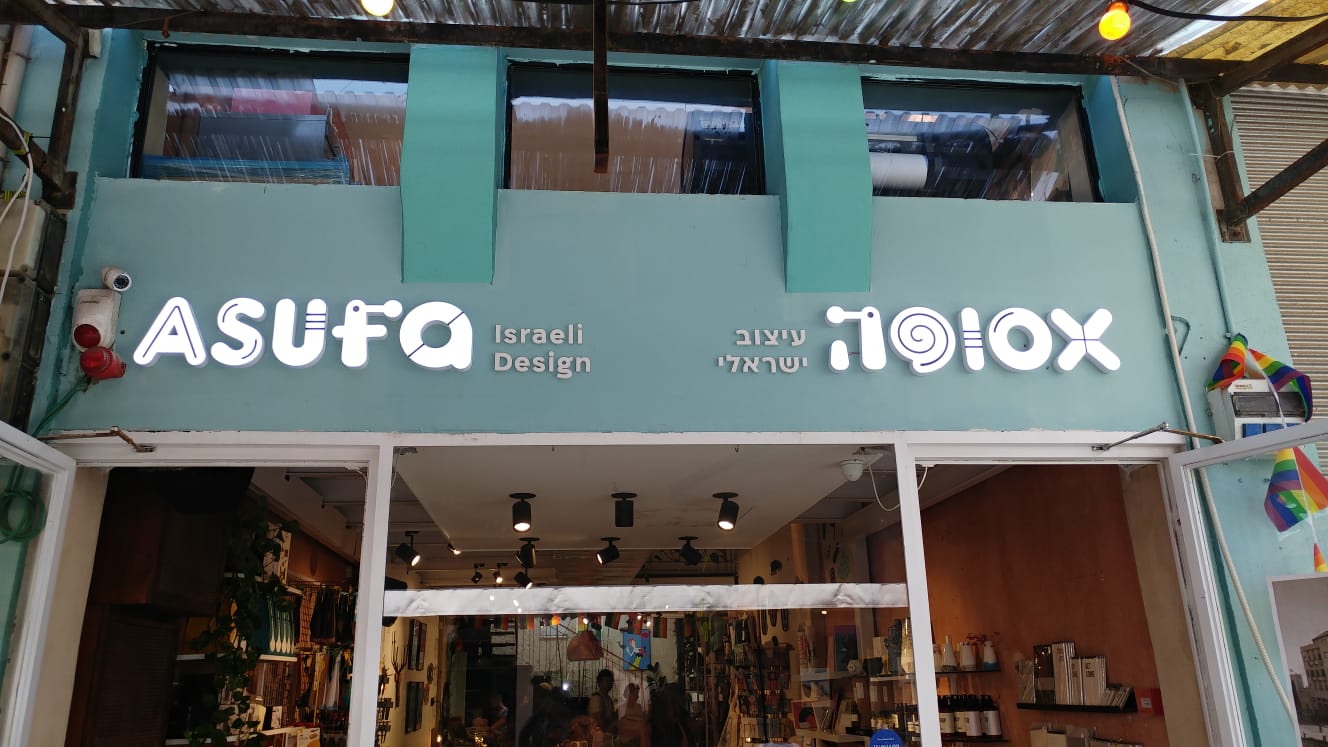 ASUFA
Israeli
Design
אסופה
עיצוב
ישראלי